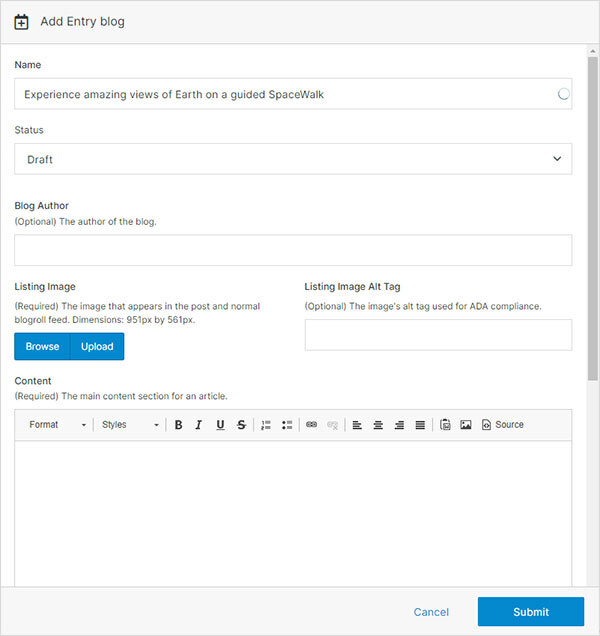 Add Entry blog
Name
Experience amazing views of Earth on a guided SpaceWalk
Status
Draft
Blog Author
(Optional) The author of the blog.
Listing Image
(Required) The image that appears in the post and normal
blogroll feed. Dimensions: 951px by 561px.
Browse Upload
Listing Image Alt Tag
(Optional) The image's alt tag used for ADA compliance.
Content
(Required) The main content section for an article.
Format Styles B I U S Source
Cancel Submit